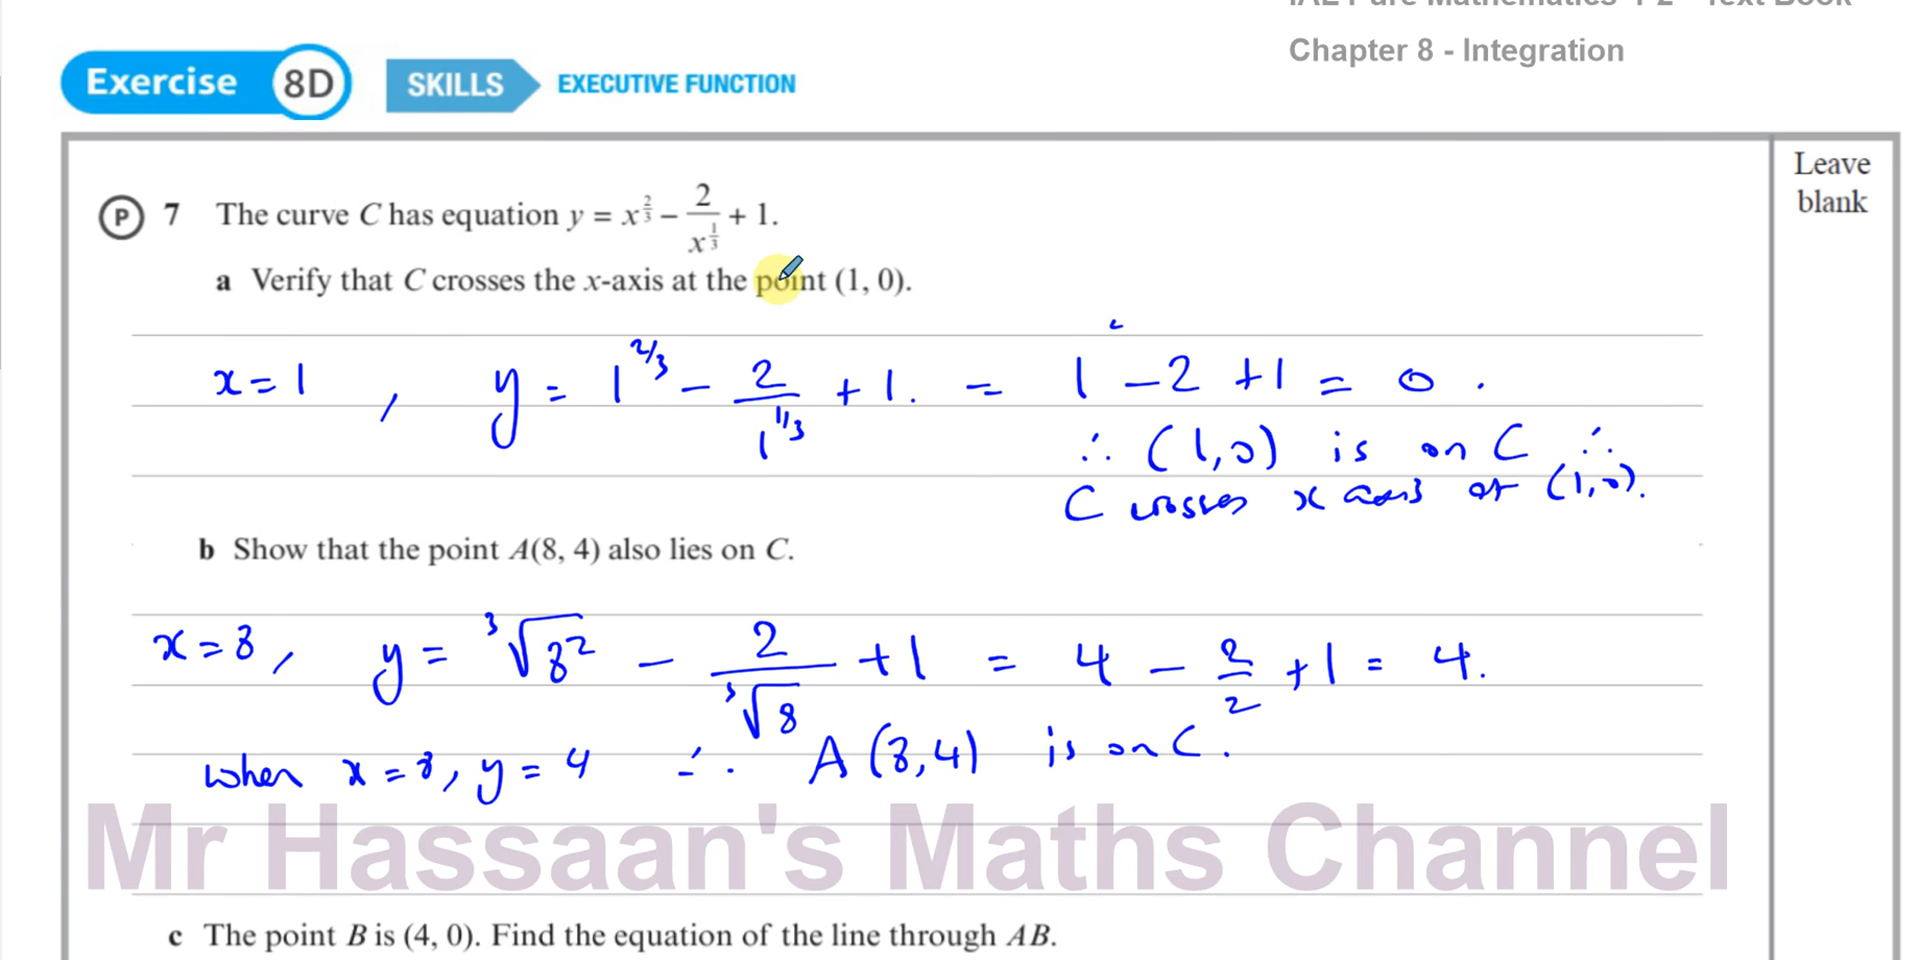 IAL Pure Mathematics 1 2 - Text Book
Chapter 8 - Integration
Exercise 8D SKILLS EXECUTIVE FUNCTION
Leave
blank
P 7 The curve C has equation y = x^(2/3) − 2/x^(1/3) + 1.
a Verify that C crosses the x-axis at the point (1, 0).
x = 1 , y = 1^(2/3) − 2/1^(1/3) + 1. = 1 − 2 + 1 = 0 .
∴ (1,0) is on C ∴
C crosses x axis at (1,0).
b Show that the point A(8, 4) also lies on C.
x = 8, y = ³√8² − 2/³√8 + 1 = 4 − 2/2 + 1 = 4.
when x = 8, y = 4 ∴ A (8,4) is on C.
Mr Hassaan's Maths Channel
c The point B is (4, 0). Find the equation of the line through AB.